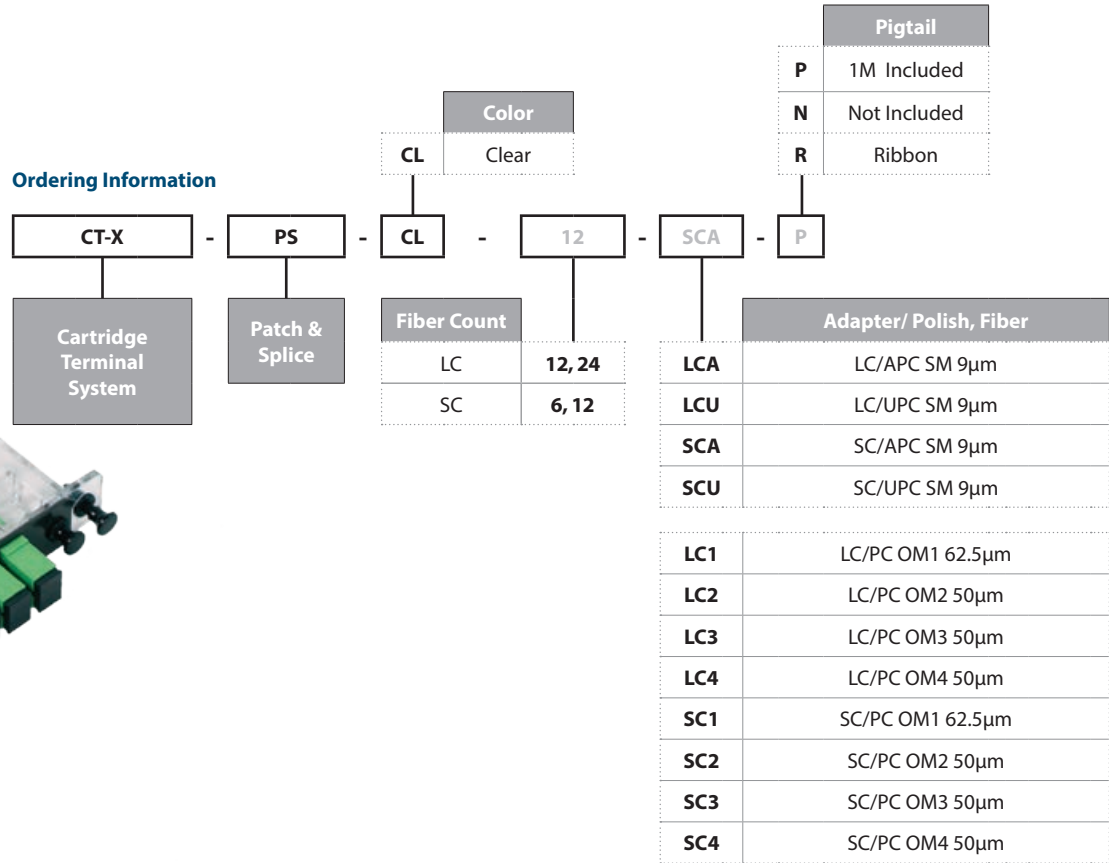 Pigtail
P 1M Included
N Not Included
R Ribbon
Color
CL Clear
Ordering Information
CT-X - PS - CL - 12 - SCA - P
Cartridge
Terminal
System
Patch &
Splice
Fiber Count
LC 12, 24
SC 6, 12
Adapter/ Polish, Fiber
LCA LC/APC SM 9µm
LCU LC/UPC SM 9µm
SCA SC/APC SM 9µm
SCU SC/UPC SM 9µm
LC1 LC/PC OM1 62.5µm
LC2 LC/PC OM2 50µm
LC3 LC/PC OM3 50µm
LC4 LC/PC OM4 50µm
SC1 SC/PC OM1 62.5µm
SC2 SC/PC OM2 50µm
SC3 SC/PC OM3 50µm
SC4 SC/PC OM4 50µm